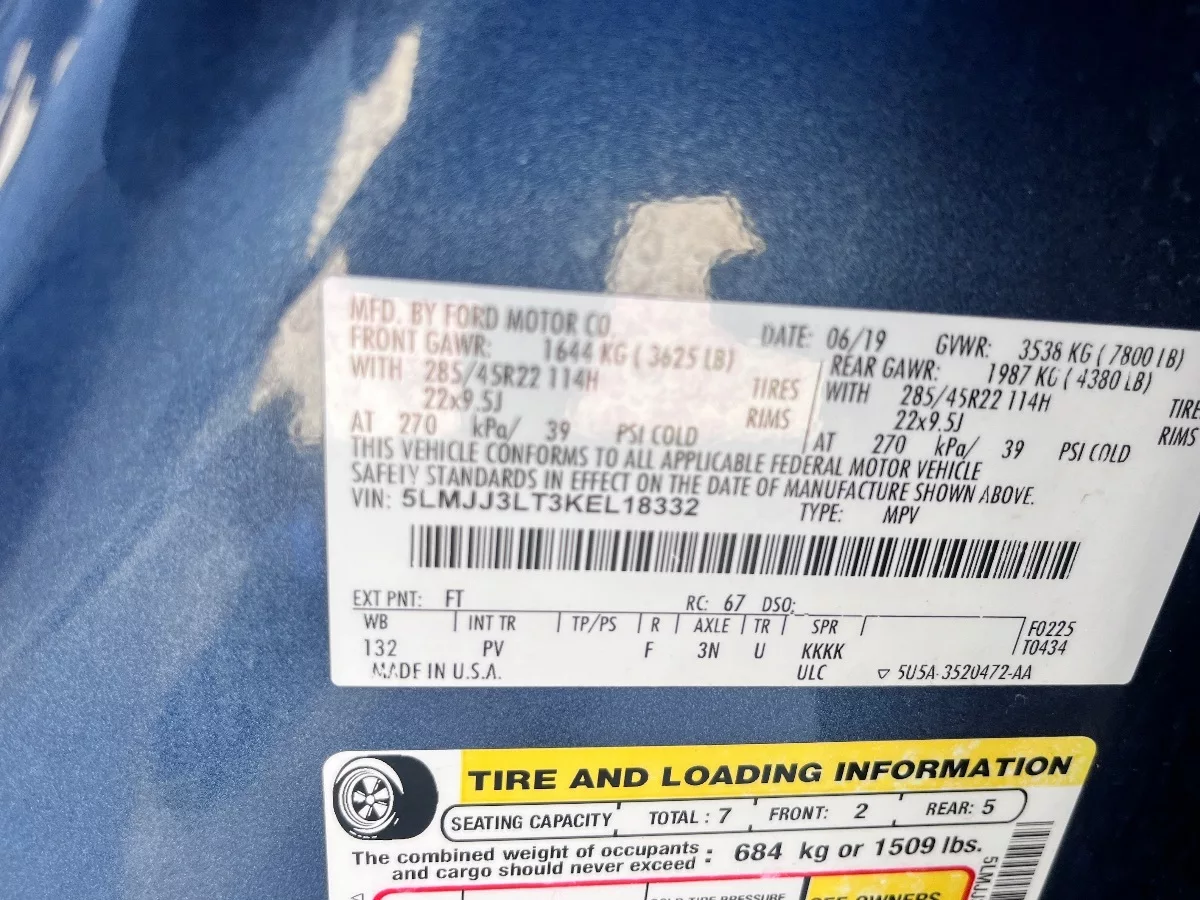 MFD. BY FORD MOTOR CO DATE: 06/19 GVWR: 3538 KG ( 7800 LB)
FRONT GAWR: 1644 KG ( 3625 LB) REAR GAWR: 1987 KG ( 4380 LB)
WITH 285/45R22 114H TIRES WITH 285/45R22 114H TIRE
22x9.5J RIMS 22x9.5J RIMS
AT 270 kPa/ 39 PSI COLD AT 270 kPa/ 39 PSI COLD
THIS VEHICLE CONFORMS TO ALL APPLICABLE FEDERAL MOTOR VEHICLE
SAFETY STANDARDS IN EFFECT ON THE DATE OF MANUFACTURE SHOWN ABOVE.
VIN: 5LMJJ3LT3KEL18332 TYPE: MPV
EXT PNT: FT RC: 67 DSO:
WB INT TR TP/PS R AXLE TR SPR F0225
132 PV F 3N U KKKK T0434
MADE IN U.S.A. ULC 5U5A-3520472-AA
TIRE AND LOADING INFORMATION
SEATING CAPACITY TOTAL : 7 FRONT: 2 REAR: 5
The combined weight of occupants
and cargo should never exceed : 684 kg or 1509 lbs.
5LMJJ